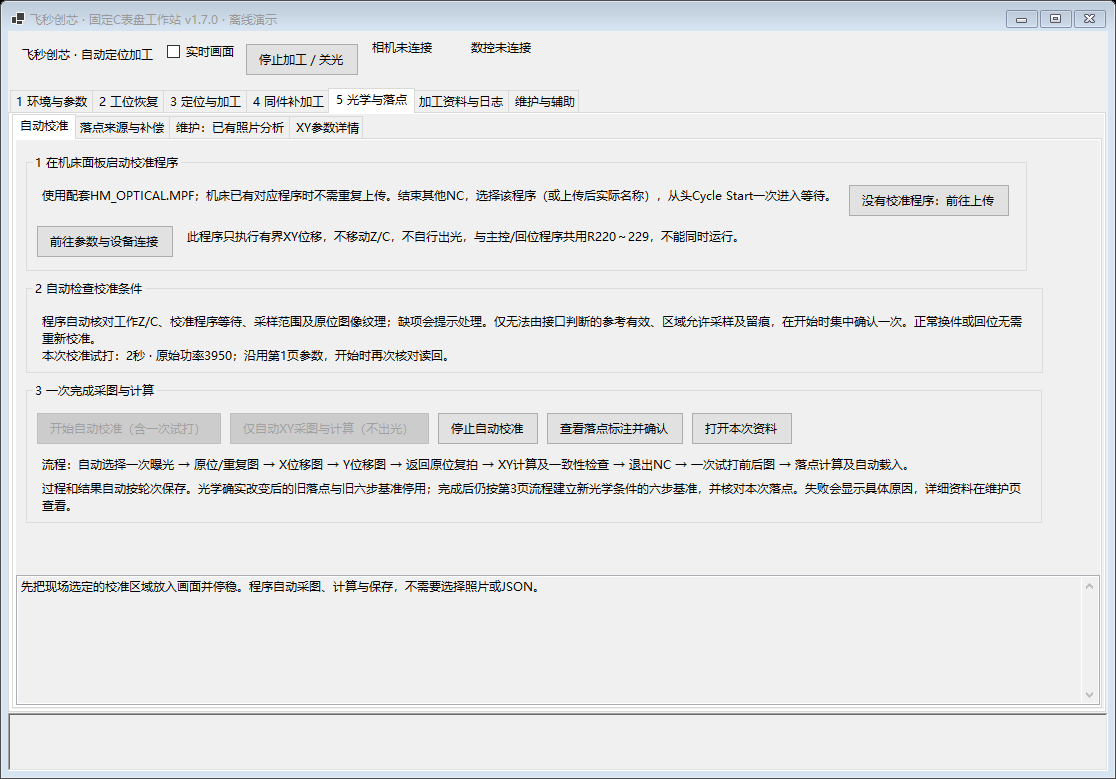 飞秒创芯 · 固定C表盘工作站 v1.7.0 · 离线演示
飞秒创芯 · 自动定位加工
实时画面
停止加工 / 关光
相机未连接
数控未连接
1 环境与参数
2 工位恢复
3 定位与加工
4 同件补加工
5 光学与落点
加工资料与日志
维护与辅助
自动校准
落点来源与补偿
维护：已有照片分析
XY参数详情
1 在机床面板启动校准程序
使用配套HM_OPTICAL.MPF；机床已有对应程序时不需重复上传。结束其他NC，选择该程序（或上传后实际名称），从头Cycle Start一次进入等待。
没有校准程序：前往上传
前往参数与设备连接
此程序只执行有界XY位移，不移动Z/C，不自行出光，与主控/回位程序共用R220～229，不能同时运行。
2 自动检查校准条件
程序自动核对工作Z/C、校准程序等待、采样范围及原位图像纹理；缺项会提示处理。仅无法由接口判断的参考有效、区域允许采样及留痕，在开始时集中确认一次。正常换件或回位无需
重新校准。
本次校准试打：2秒 · 原始功率3950；沿用第1页参数，开始时再次核对读回。
3 一次完成采图与计算
开始自动校准（含一次试打）
仅自动XY采图与计算（不出光）
停止自动校准
查看落点标注并确认
打开本次资料
流程：自动选择一次曝光 → 原位/重复图 → X位移图 → Y位移图 → 返回原位复拍 → XY计算及一致性检查 → 退出NC → 一次试打前后图 → 落点计算及自动载入。
过程和结果自动按轮次保存。光学确实改变后的旧落点与旧六步基准停用；完成后仍按第3页流程建立新光学条件的六步基准，并核对本次落点。失败会显示具体原因，详细资料在维护页
查看。
先把现场选定的校准区域放入画面并停稳。程序自动采图、计算与保存，不需要选择照片或JSON。